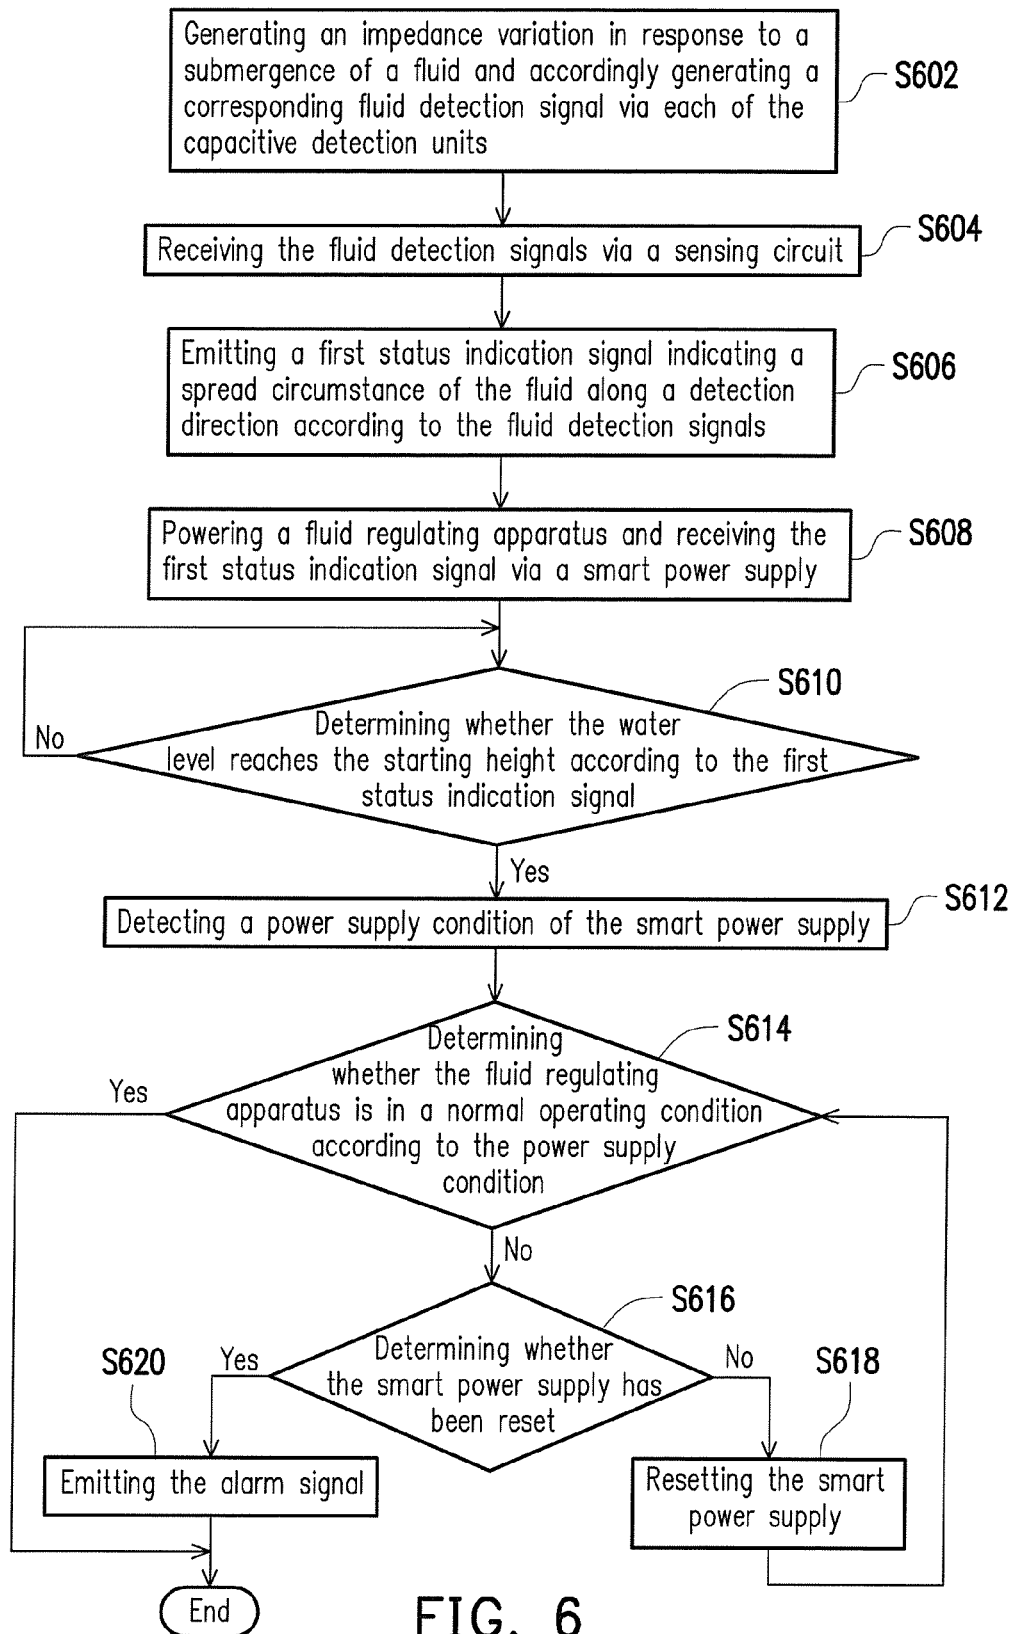 Generating an impedance variation in response to a
submergence of a fluid and accordingly generating a
corresponding fluid detection signal via each of the
capacitive detection units
S602
Receiving the fluid detection signals via a sensing circuit
S604
Emitting a first status indication signal indicating a
spread circumstance of the fluid along a detection
direction according to the fluid detection signals
S606
Powering a fluid regulating apparatus and receiving the
first status indication signal via a smart power supply
S608
S610
Determining whether the water
level reaches the starting height according to the first
status indication signal
No
Yes
Detecting a power supply condition of the smart power supply
S612
S614
Determining
whether the fluid regulating
apparatus is in a normal operating condition
according to the power supply
condition
Yes
No
S616
Determining whether
the smart power supply has
been reset
Yes
No
S620
S618
Emitting the alarm signal
Resetting the smart
power supply
End
FIG. 6